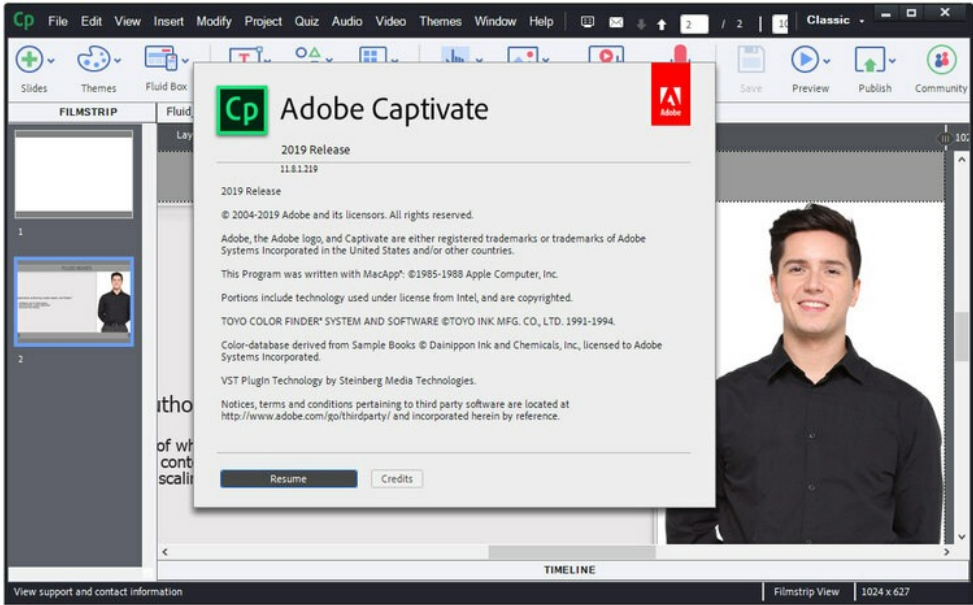 Cp File Edit View Insert Modify Project Quiz Audio Video Themes Window Help 2 / 2 Classic
Slides Themes Fluid Box Save Preview Publish Community
FILMSTRIP
Cp Adobe Captivate
Adobe
2019 Release
11.8.1.219
2019 Release
© 2004-2019 Adobe and its licensors. All rights reserved.
Adobe, the Adobe logo, and Captivate are either registered trademarks or trademarks of Adobe
Systems Incorporated in the United States and/or other countries.
This Program was written with MacApp®: ©1985-1988 Apple Computer, Inc.
Portions include technology used under license from Intel, and are copyrighted.
TOYO COLOR FINDER® SYSTEM AND SOFTWARE ©TOYO INK MFG. CO., LTD. 1991-1994.
Color-database derived from Sample Books © Dainippon Ink and Chemicals, Inc., licensed to Adobe
Systems Incorporated.
VST PlugIn Technology by Steinberg Media Technologies.
Notices, terms and conditions pertaining to third party software are located at
http://www.adobe.com/go/thirdparty/ and incorporated herein by reference.
Resume Credits
1
2
TIMELINE
View support and contact information Filmstrip View 1024 x 627